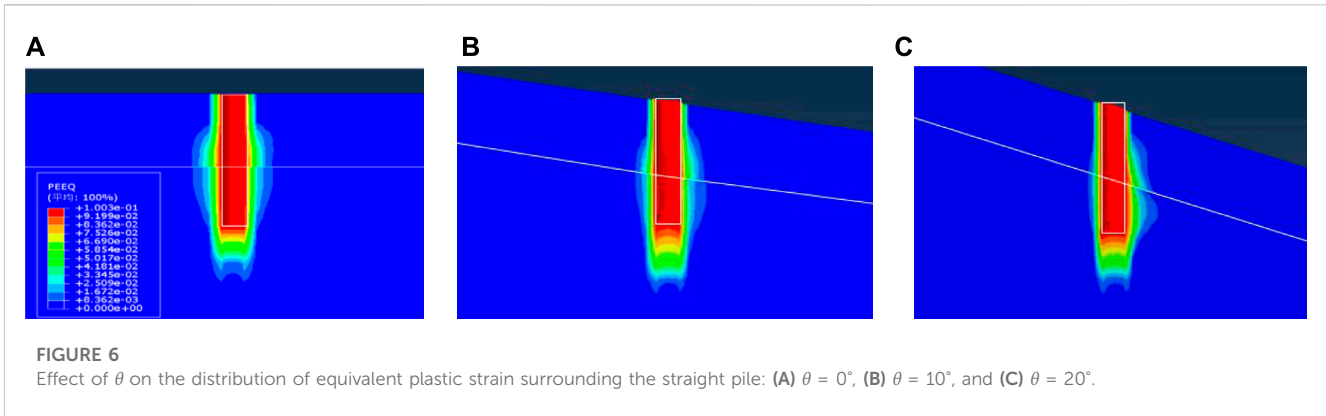 A
B
C
PEEQ
(平均: 100%)
+1.003e-01
+9.199e-02
+8.362e-02
+7.526e-02
+6.690e-02
+5.854e-02
+5.017e-02
+4.181e-02
+3.345e-02
+2.509e-02
+1.672e-02
+8.362e-03
+0.000e+00
FIGURE 6
Effect of θ on the distribution of equivalent plastic strain surrounding the straight pile: (A) θ = 0°, (B) θ = 10°, and (C) θ = 20°.